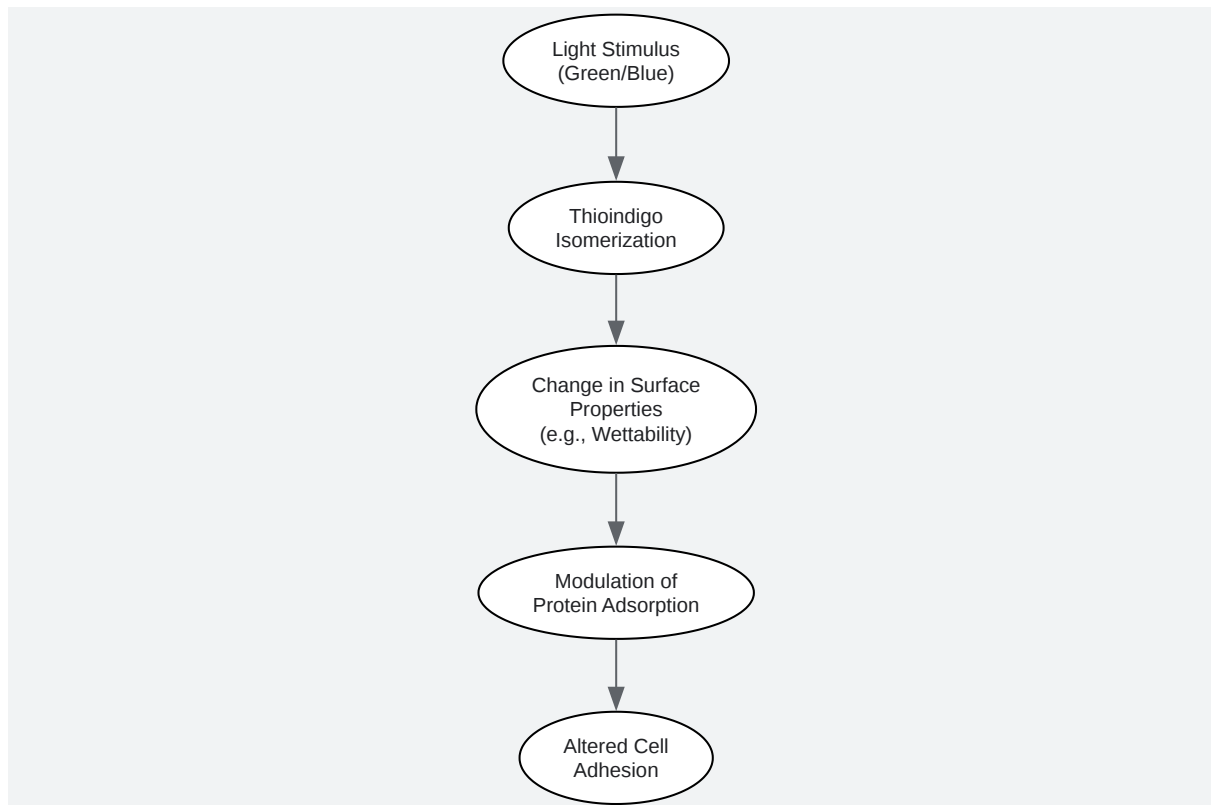 Light Stimulus
(Green/Blue)
Thioindigo
Isomerization
Change in Surface
Properties
(e.g., Wettability)
Modulation of
Protein Adsorption
Altered Cell
Adhesion